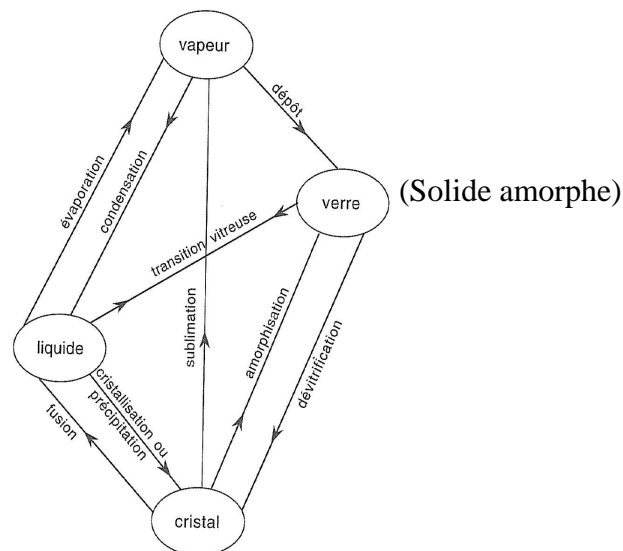 vapeur
dépôt
évaporation
condensation
verre
(Solide amorphe)
transition vitreuse
sublimation
amorphisation
dévitrification
liquide
cristallisation ou
précipitation
fusion
cristal